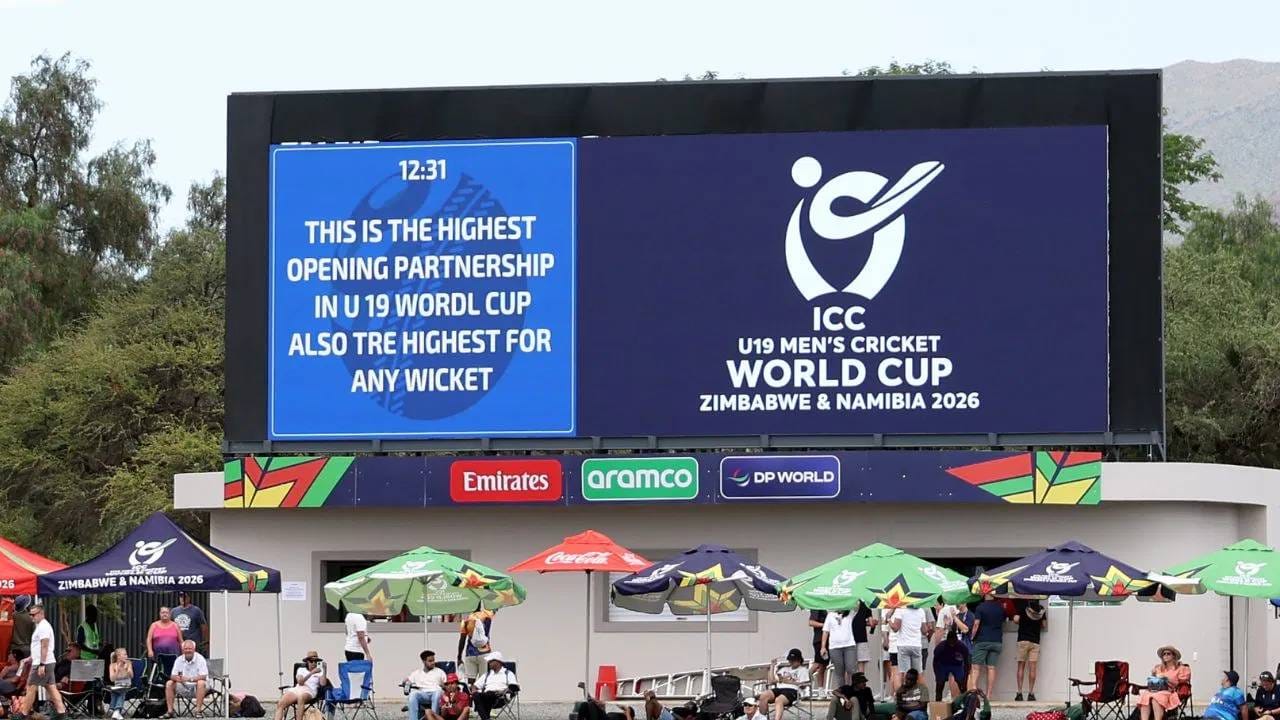 12:31
THIS IS THE HIGHEST
OPENING PARTNERSHIP
IN U 19 WORDL CUP
ALSO TRE HIGHEST FOR
ANY WICKET
ICC
U19 MEN'S CRICKET
WORLD CUP
ZIMBABWE & NAMIBIA 2026
Emirates
aramco
DP WORLD
26
ZIMBABWE & NAMIBIA 2026
Coca-Cola